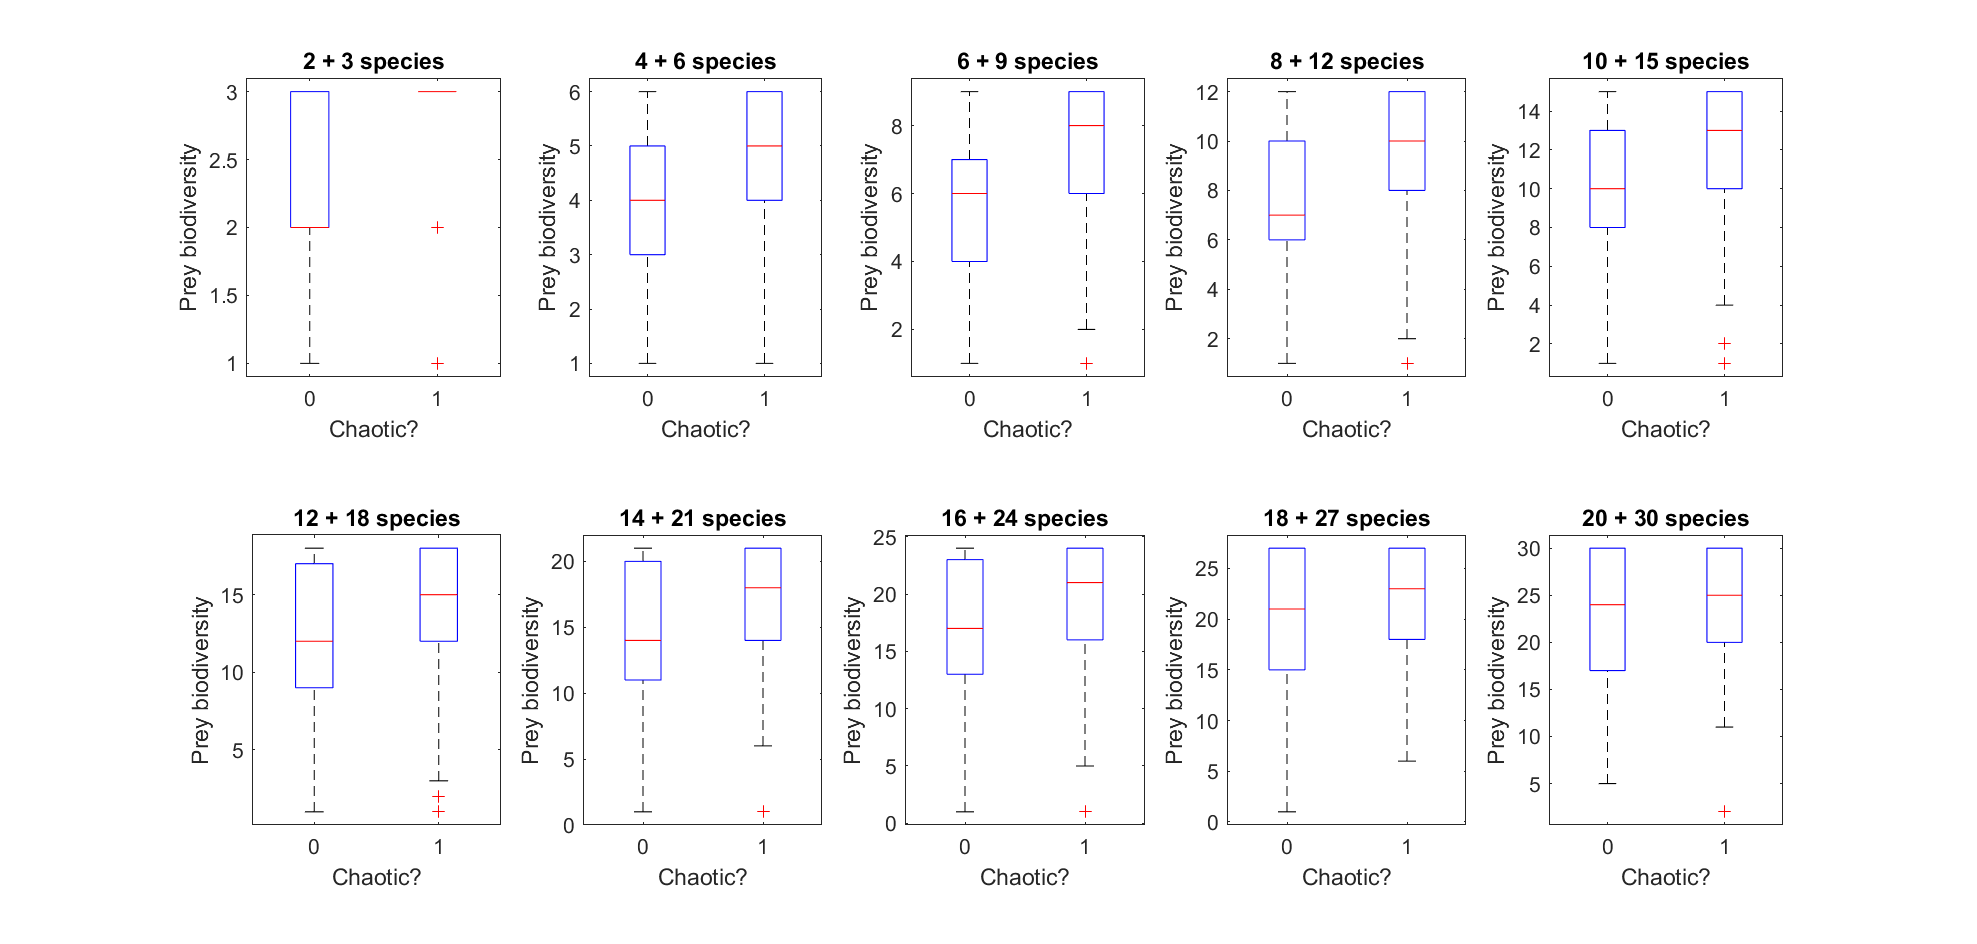 2 + 3 species
3
2.5
2
1.5
1
Prey biodiversity
0 1
Chaotic?
4 + 6 species
6
5
4
3
2
1
Prey biodiversity
0 1
Chaotic?
6 + 9 species
8
6
4
2
Prey biodiversity
0 1
Chaotic?
8 + 12 species
12
10
8
6
4
2
Prey biodiversity
0 1
Chaotic?
10 + 15 species
14
12
10
8
6
4
2
Prey biodiversity
0 1
Chaotic?
12 + 18 species
15
10
5
Prey biodiversity
0 1
Chaotic?
14 + 21 species
20
15
10
5
0
Prey biodiversity
0 1
Chaotic?
16 + 24 species
25
20
15
10
5
0
Prey biodiversity
0 1
Chaotic?
18 + 27 species
25
20
15
10
5
0
Prey biodiversity
0 1
Chaotic?
20 + 30 species
30
25
20
15
10
5
Prey biodiversity
0 1
Chaotic?